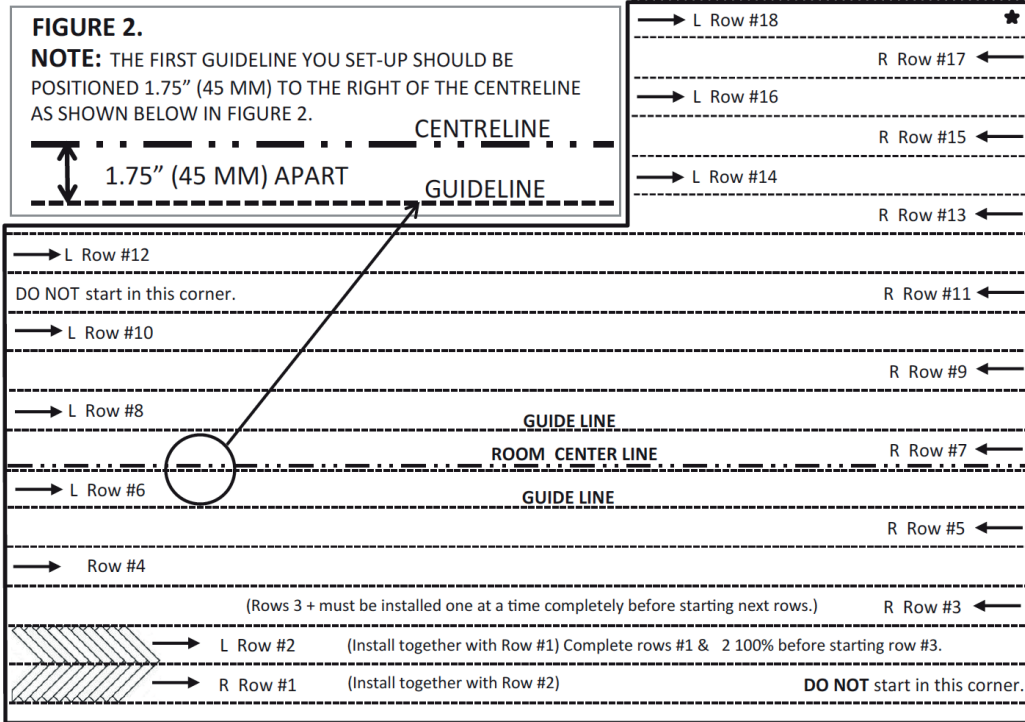 FIGURE 2.
NOTE: THE FIRST GUIDELINE YOU SET-UP SHOULD BE
POSITIONED 1.75” (45 MM) TO THE RIGHT OF THE CENTRELINE
AS SHOWN BELOW IN FIGURE 2.
CENTRELINE
1.75” (45 MM) APART
GUIDELINE
L Row #18
R Row #17
L Row #16
R Row #15
L Row #14
R Row #13
L Row #12
DO NOT start in this corner.
R Row #11
L Row #10
R Row #9
L Row #8
GUIDE LINE
ROOM CENTER LINE
R Row #7
L Row #6
GUIDE LINE
R Row #5
Row #4
(Rows 3 + must be installed one at a time completely before starting next rows.)
R Row #3
L Row #2
(Install together with Row #1) Complete rows #1 & 2 100% before starting row #3.
R Row #1
(Install together with Row #2)
DO NOT start in this corner.